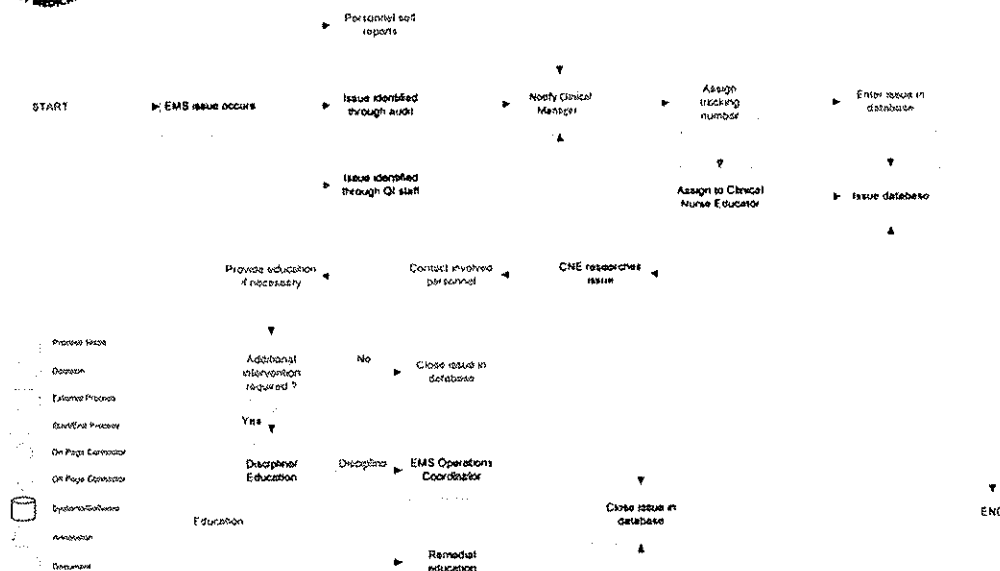 Personnel self
reports
START
EMS issue occurs
Issue identified
through audit
Notify Clinical
Manager
Assign
tracking
number
Enter issue in
database
Issue identified
through QI staff
Assign to Clinical
Nurse Educator
Issue database
Provide education
if necessary
Contact involved
personnel
CNE researches
issue
Process Steps
Decision
External Process
Start/End Process
On Page Connector
Off Page Connector
Systems/Software
Annotation
Document
Additional
intervention
required ?
No
Close issue in
database
Yes
Discipline/
Education
Discipline
EMS Operations
Coordinator
Education
Close issue in
database
END
Remedial
education